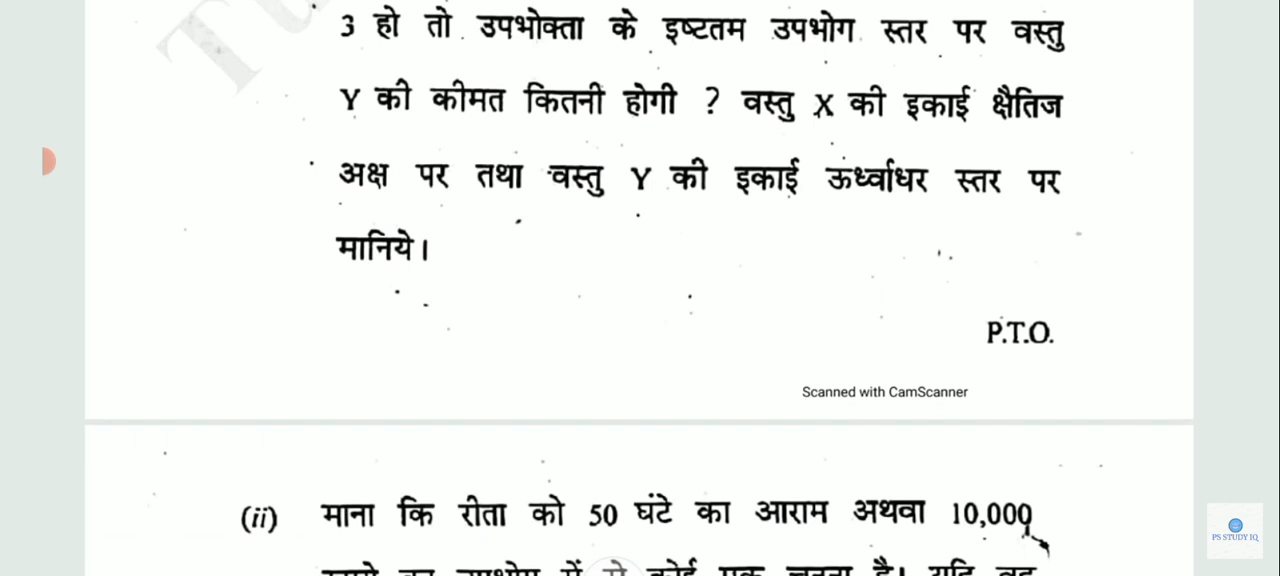 3 हो तो उपभोक्ता के इष्टतम उपभोग स्तर पर वस्तु
Y की कीमत कितनी होगी ? वस्तु X की इकाई क्षैतिज
अक्ष पर तथा वस्तु Y की इकाई ऊर्ध्वाधर स्तर पर
मानिये।
P.T.O.
Scanned with CamScanner
(ii) माना कि रीता को 50 घंटे का आराम अथवा 10,000
PS STUDY IQ